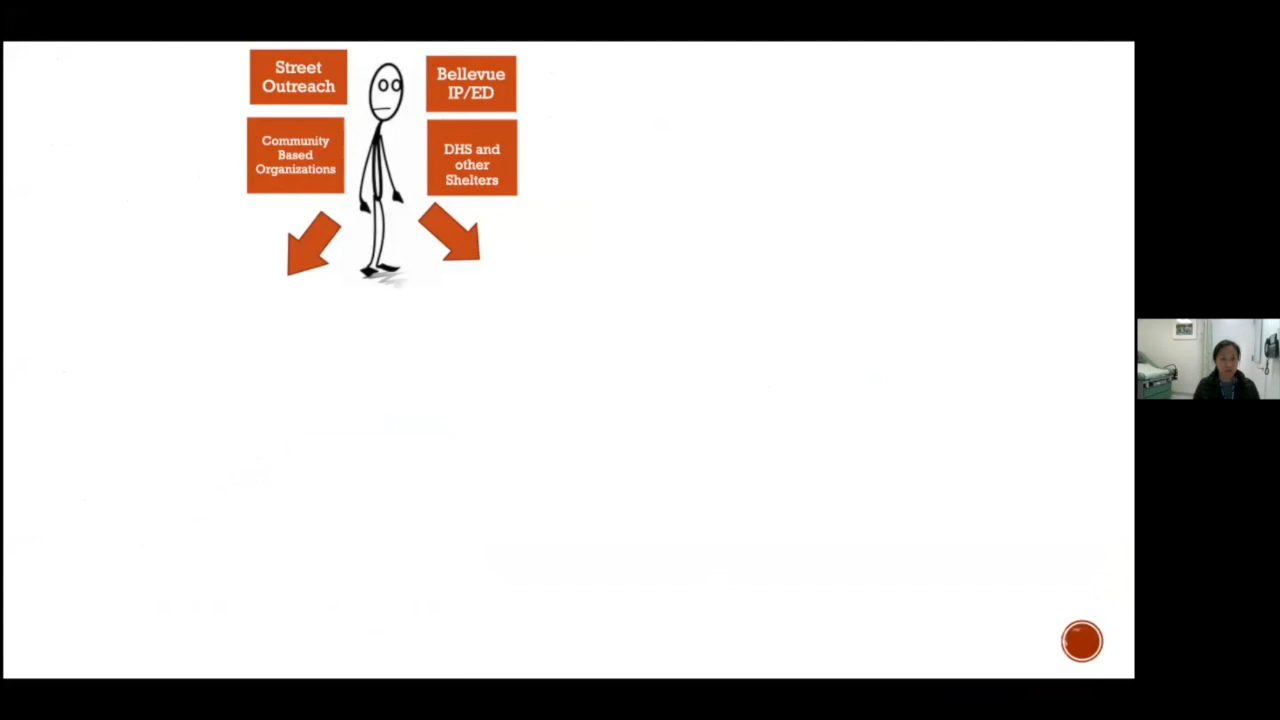 Street
Outreach
Bellevue
IP/ED
Community
Based
Organizations
DHS and
other
Shelters